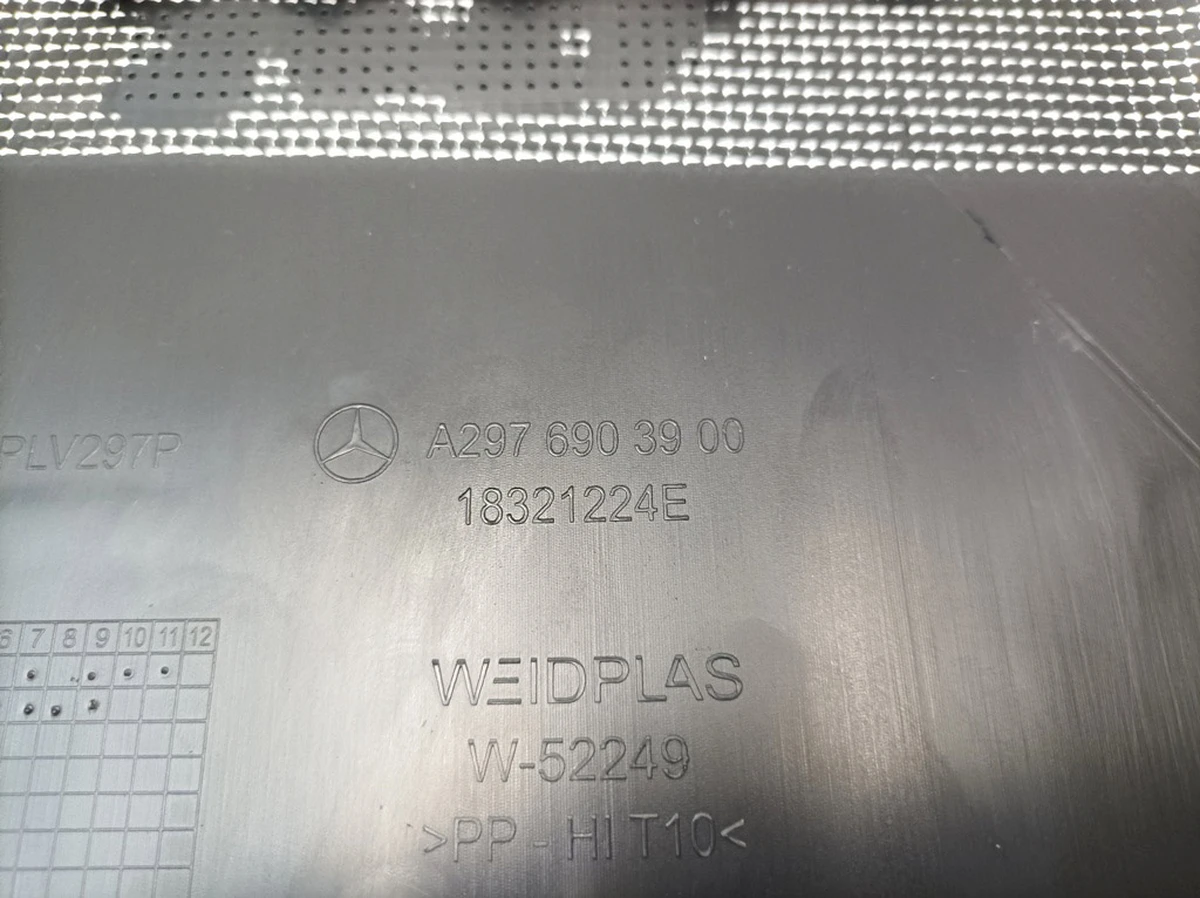 PLV297P
A297 690 39 00
18321224E
6 7 8 9 10 11 12
WEIDPLAS
W-52249
>PP - HI T10<